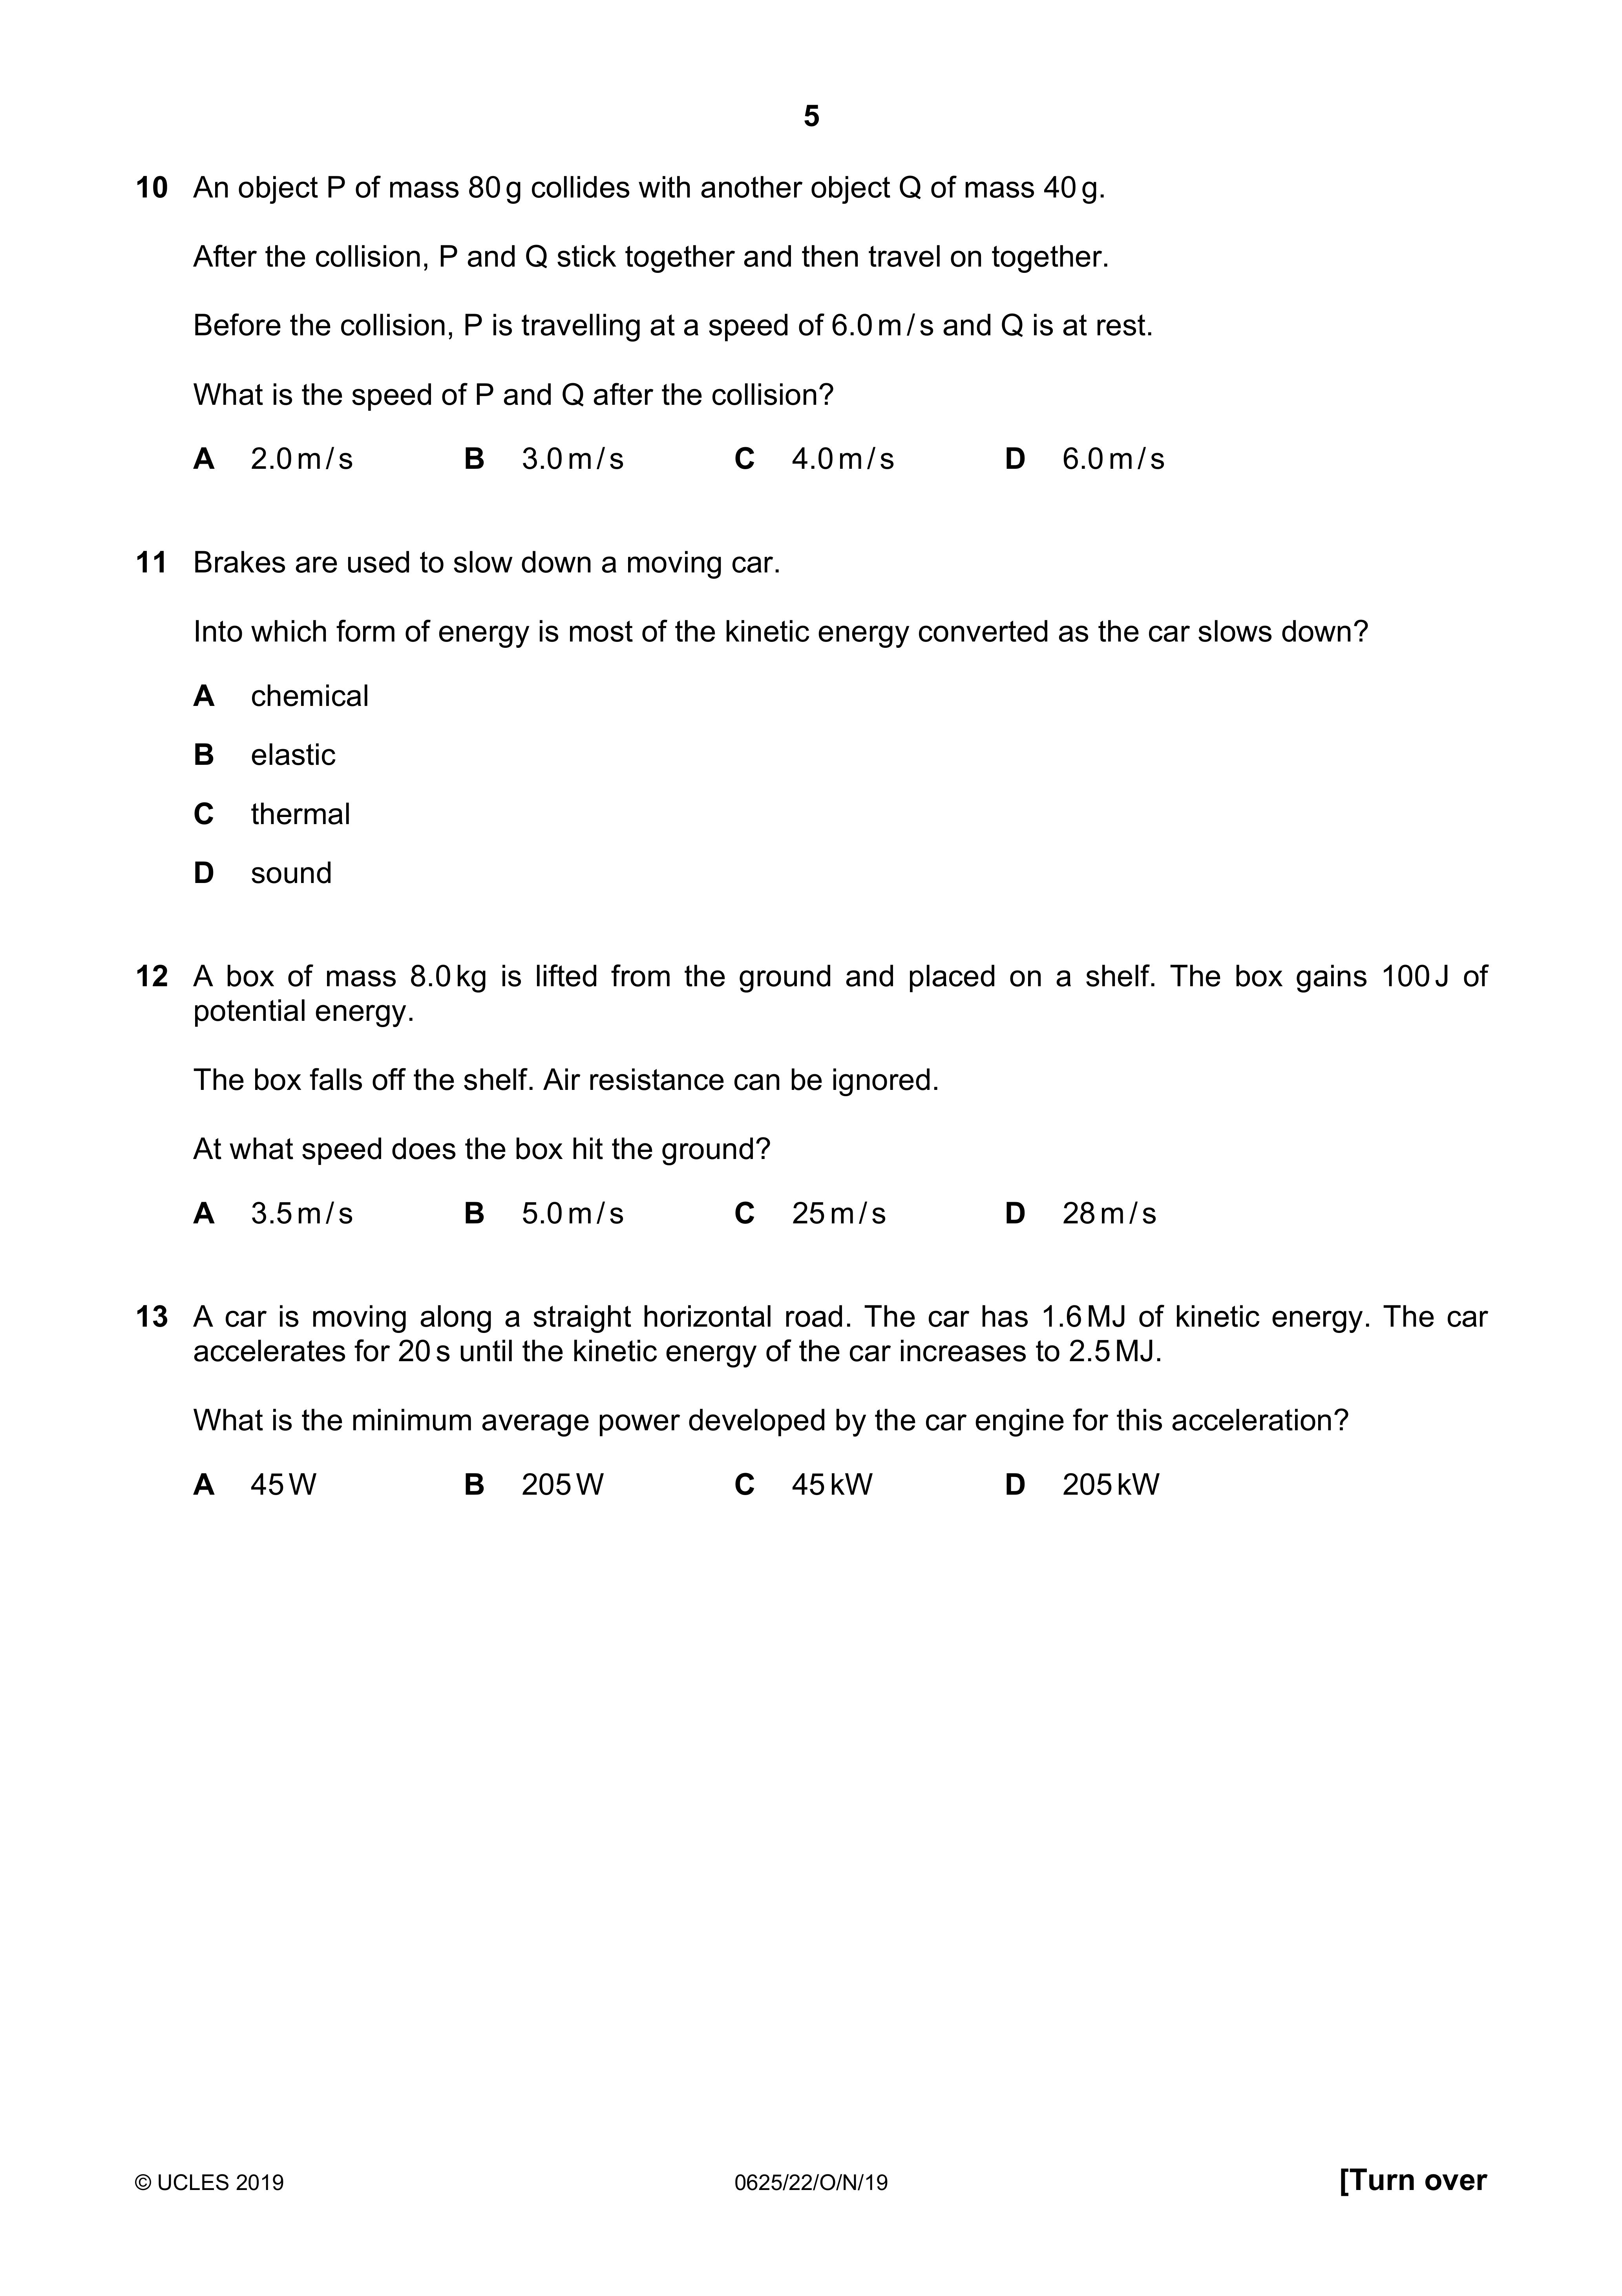 5
10 An object P of mass 80 g collides with another object Q of mass 40 g.
After the collision, P and Q stick together and then travel on together.
Before the collision, P is travelling at a speed of 6.0 m / s and Q is at rest.
What is the speed of P and Q after the collision?
A 2.0 m / s B 3.0 m / s C 4.0 m / s D 6.0 m / s
11 Brakes are used to slow down a moving car.
Into which form of energy is most of the kinetic energy converted as the car slows down?
A chemical
B elastic
C thermal
D sound
12 A box of mass 8.0 kg is lifted from the ground and placed on a shelf. The box gains 100 J of
potential energy.
The box falls off the shelf. Air resistance can be ignored.
At what speed does the box hit the ground?
A 3.5 m / s B 5.0 m / s C 25 m / s D 28 m / s
13 A car is moving along a straight horizontal road. The car has 1.6 MJ of kinetic energy. The car
accelerates for 20 s until the kinetic energy of the car increases to 2.5 MJ.
What is the minimum average power developed by the car engine for this acceleration?
A 45 W B 205 W C 45 kW D 205 kW
© UCLES 2019 0625/22/O/N/19 [Turn over